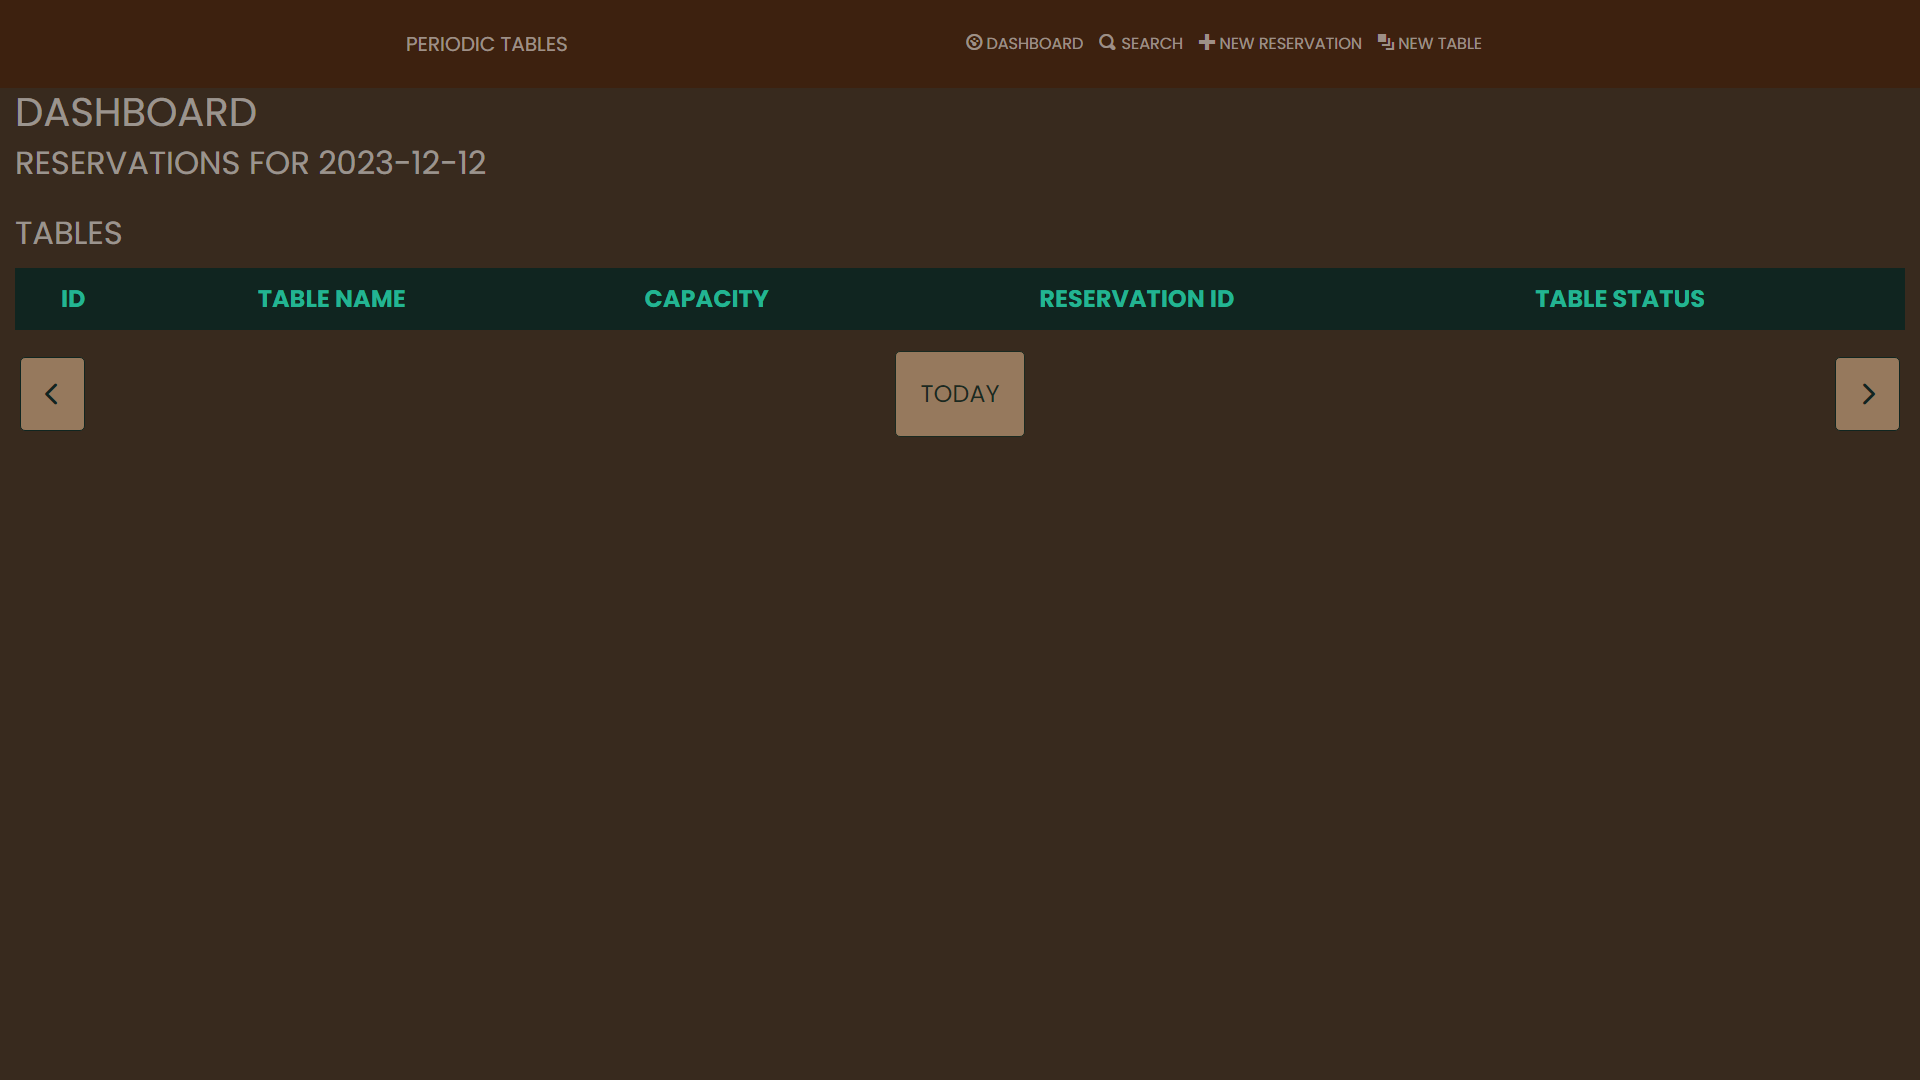 PERIODIC TABLES
DASHBOARD SEARCH NEW RESERVATION NEW TABLE
DASHBOARD
RESERVATIONS FOR 2023-12-12
TABLES
ID TABLE NAME CAPACITY RESERVATION ID TABLE STATUS
TODAY